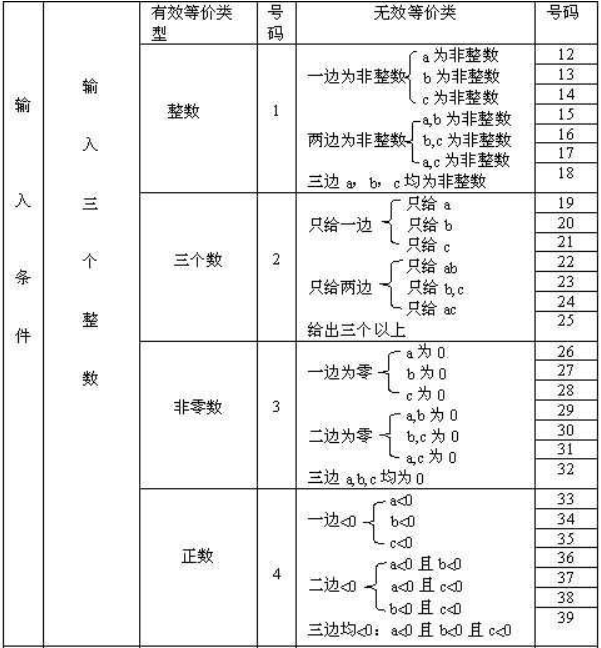 有效等价类型 号码 无效等价类 号码
输入条件
输入三个整数
整数 1
一边为非整数
a 为非整数 12
b 为非整数 13
c 为非整数 14
两边为非整数
a,b 为非整数 15
b,c 为非整数 16
a,c 为非整数 17
三边 a，b，c 均为非整数 18
三个数 2
只给一边
只给 a 19
只给 b 20
只给 c 21
只给两边
只给 ab 22
只给 b,c 23
只给 ac 24
给出三个以上 25
非零数 3
一边为零
a 为 0 26
b 为 0 27
c 为 0 28
二边为零
a,b 为 0 29
b,c 为 0 30
a,c 为 0 31
三边 a,b,c 均为 0 32
正数 4
一边<0
a<0 33
b<0 34
c<0 35
二边<0
a<0 且 b<0 36
a<0 且 c<0 37
b<0 且 c<0 38
三边均<0：a<0 且 b<0 且 c<0 39